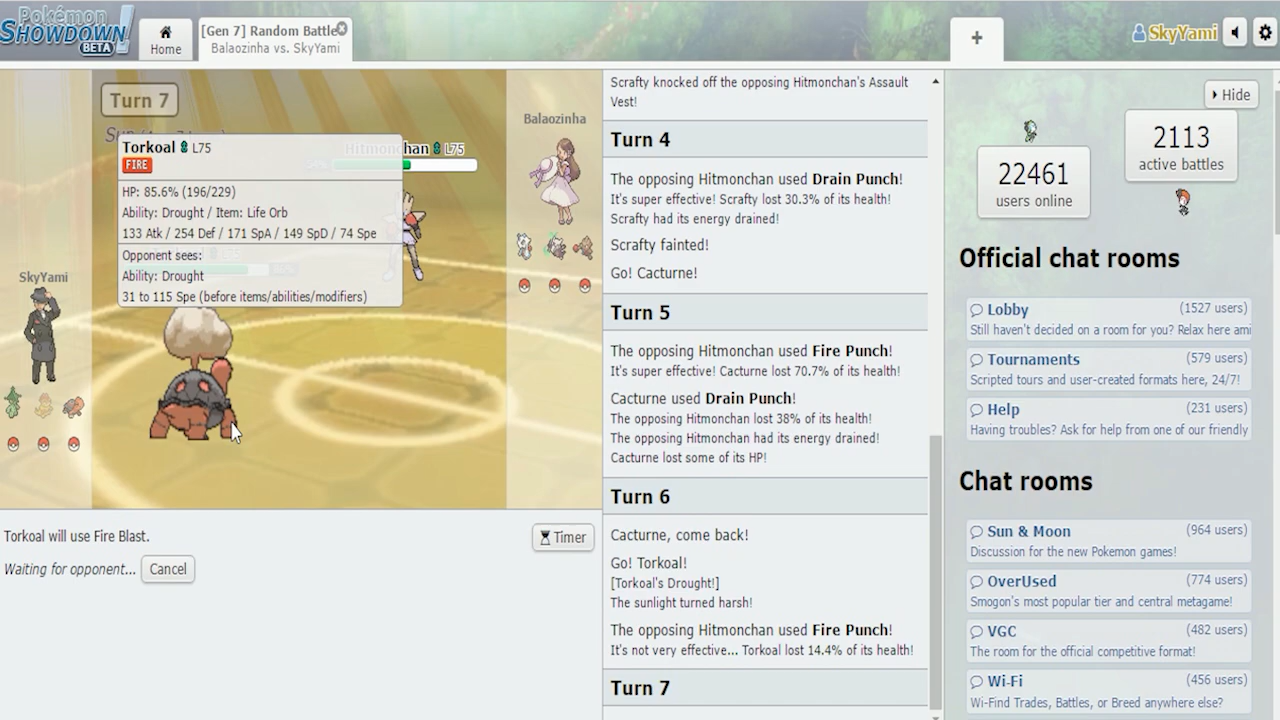 Pokémon
SHOWDOWN!
BETA
Home
[Gen 7] Random Battle
Balaozinha vs. SkyYami
+
SkyYami
Turn 7
Torkoal L75
FIRE
HP: 85.6% (196/229)
Ability: Drought / Item: Life Orb
133 Atk / 254 Def / 171 SpA / 149 SpD / 74 Spe
Opponent sees:
Ability: Drought
31 to 115 Spe (before items/abilities/modifiers)
Hitmonchan L75
Balaozinha
SkyYami
Torkoal will use Fire Blast.
Waiting for opponent... Cancel
Timer
Scrafty knocked off the opposing Hitmonchan's Assault
Vest!
Turn 4
The opposing Hitmonchan used Drain Punch!
It's super effective! Scrafty lost 30.3% of its health!
Scrafty had its energy drained!
Scrafty fainted!
Go! Cacturne!
Turn 5
The opposing Hitmonchan used Fire Punch!
It's super effective! Cacturne lost 70.7% of its health!
Cacturne used Drain Punch!
The opposing Hitmonchan lost 38% of its health!
The opposing Hitmonchan had its energy drained!
Cacturne lost some of its HP!
Turn 6
Cacturne, come back!
Go! Torkoal!
[Torkoal's Drought!]
The sunlight turned harsh!
The opposing Hitmonchan used Fire Punch!
It's not very effective... Torkoal lost 14.4% of its health!
Turn 7
Hide
22461
users online
2113
active battles
Official chat rooms
Lobby (1527 users)
Still haven't decided on a room for you? Relax here ami
Tournaments (579 users)
Scripted tours and user-created formats here, 24/7!
Help (231 users)
Having troubles? Ask for help from one of our friendly
Chat rooms
Sun & Moon (964 users)
Discussion for the new Pokemon games!
OverUsed (774 users)
Smogon's most popular tier and central metagame!
VGC (482 users)
The room for the official competitive format!
Wi-Fi (456 users)
Wi-Find Trades, Battles, or Breed anywhere else?